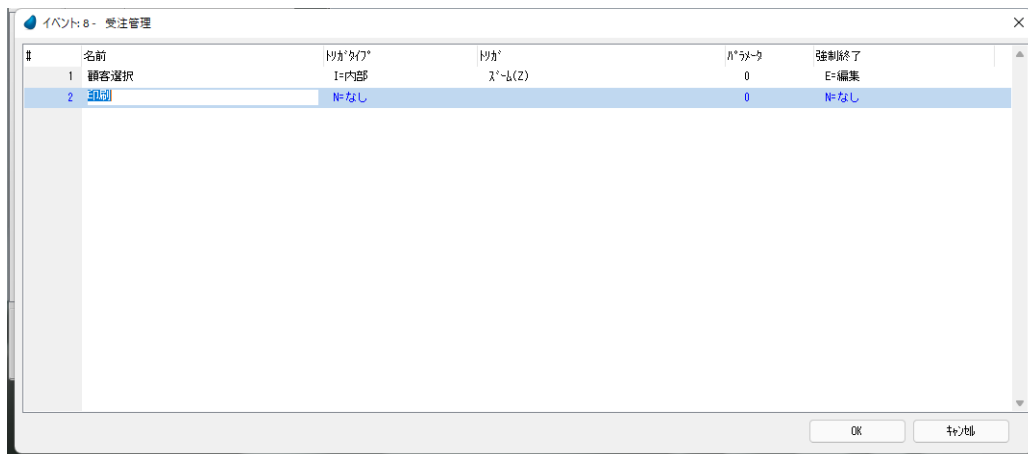 イベント: 8 - 受注管理
# 名前 ﾄﾘｶﾞﾀｲﾌﾟ ﾄﾘｶﾞ ﾊﾟﾗﾒｰﾀ 強制終了
1 顧客選択 I=内部 ｽﾞｰﾑ(Z) 0 E=編集
2 印刷 N=なし 0 N=なし
OK ｷｬﾝｾﾙ